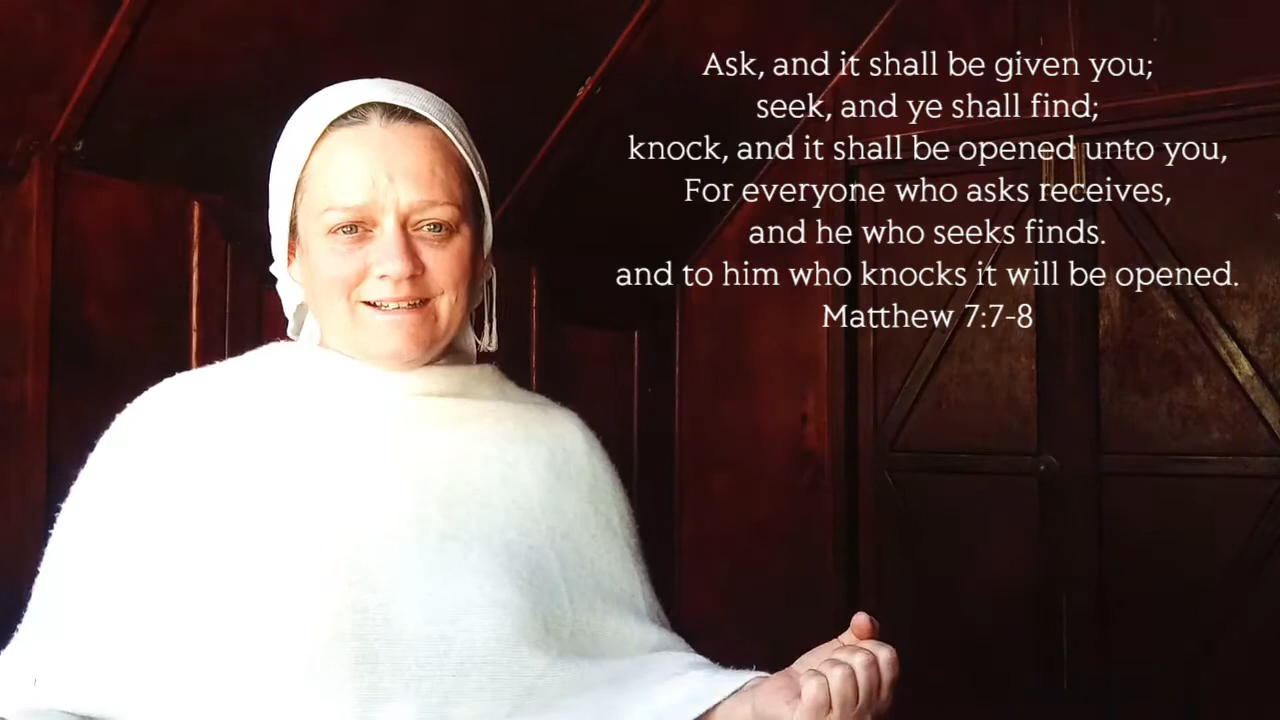 Ask, and it shall be given you;
seek, and ye shall find;
knock, and it shall be opened unto you,
For everyone who asks receives,
and he who seeks finds.
and to him who knocks it will be opened.
Matthew 7:7-8